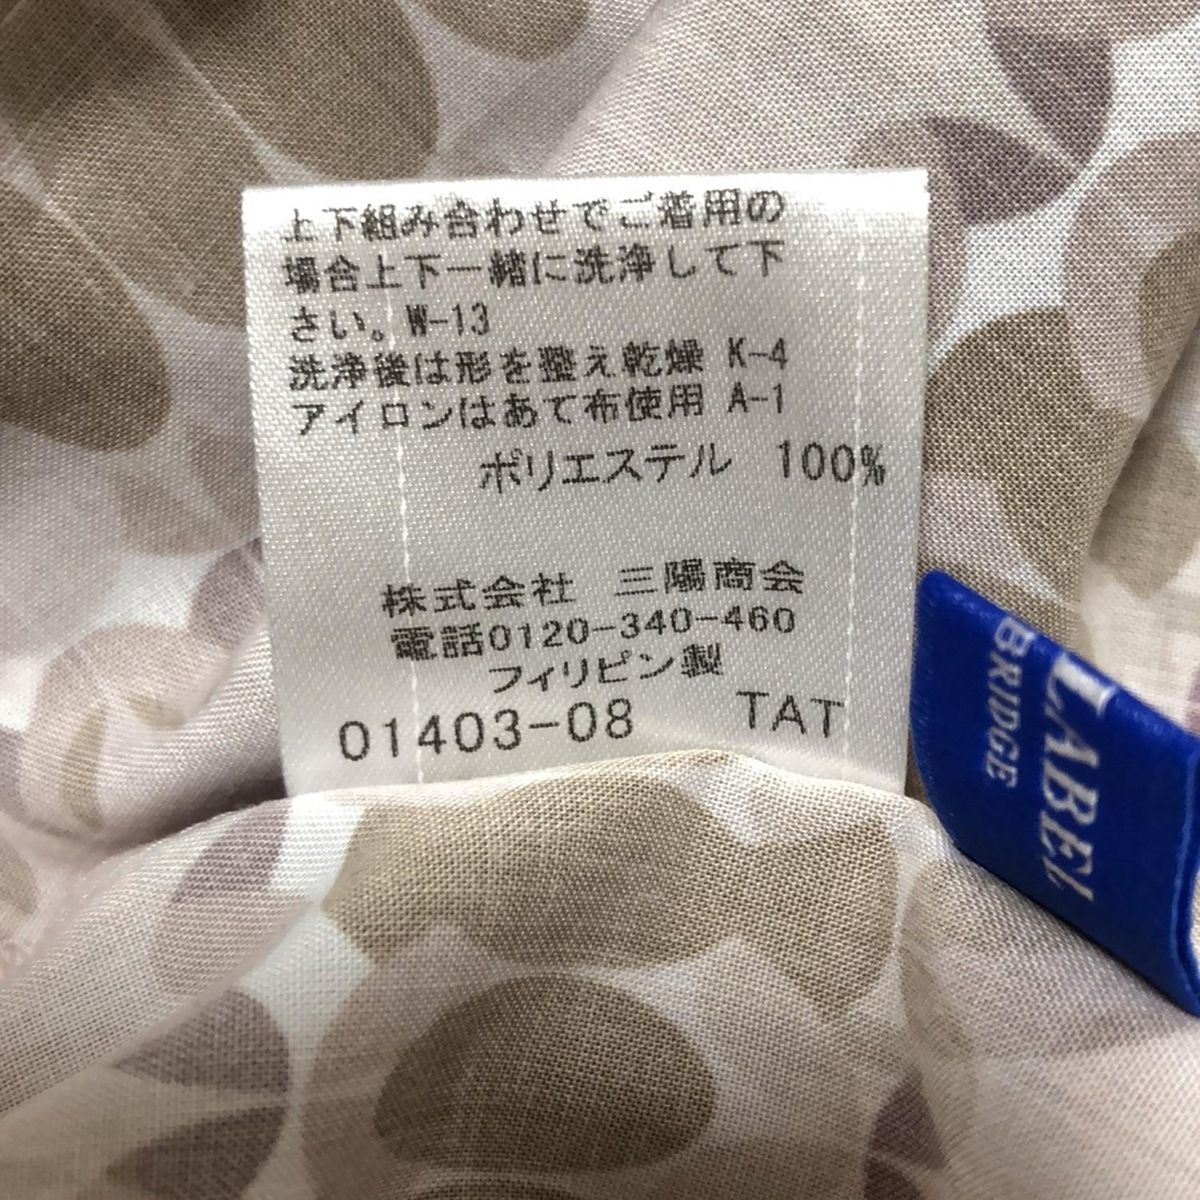 上下組み合わせでご着用の
場合上下一緒に洗浄して下
さい。W-13
洗浄後は形を整え乾燥 K-4
アイロンはあて布使用 A-1
ポリエステル 100%
株式会社 三陽商会
電話0120-340-460
フィリピン製
01403-08 TAT
LABEL
BRIDGE